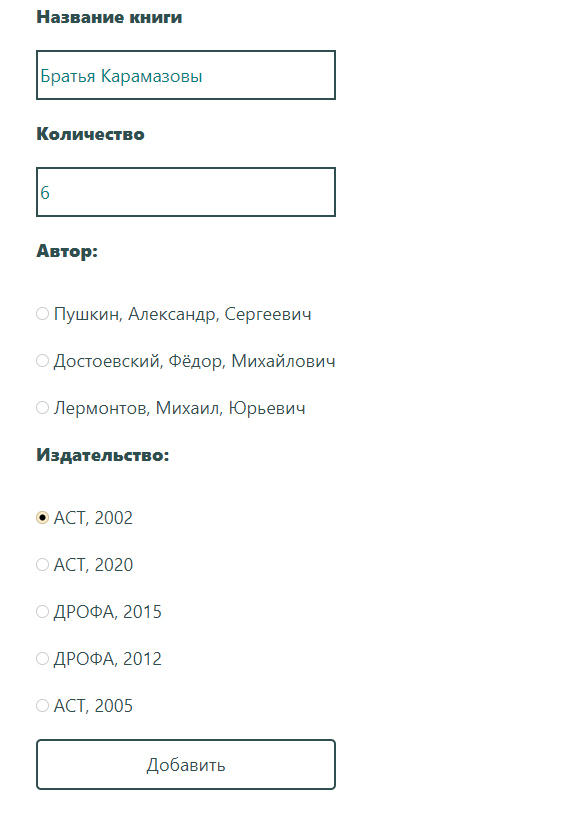 Название книги
Братья Карамазовы
Количество
6
Автор:
Пушкин, Александр, Сергеевич
Достоевский, Фёдор, Михайлович
Лермонтов, Михаил, Юрьевич
Издательство:
АСТ, 2002
АСТ, 2020
ДРОФА, 2015
ДРОФА, 2012
АСТ, 2005
Добавить